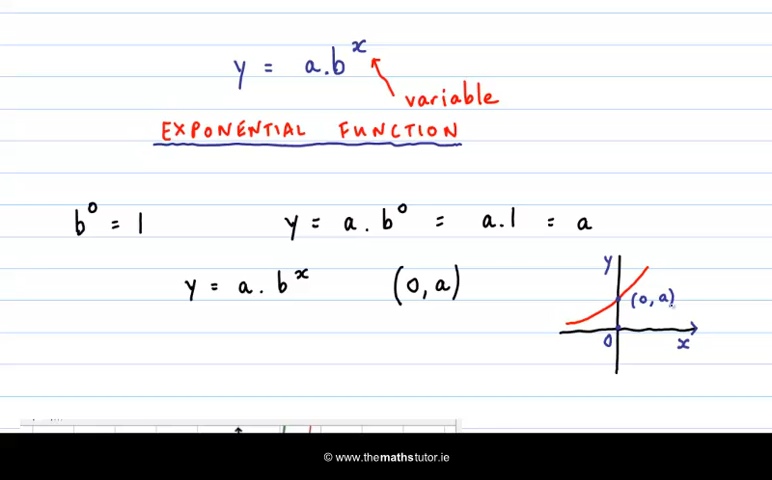 y = a.b^x
variable
EXPONENTIAL FUNCTION
b^0 = 1
y = a . b^0 = a.1 = a
y = a . b^x (0, a)
y
(0, a)
0
x
© www.themathstutor.ie